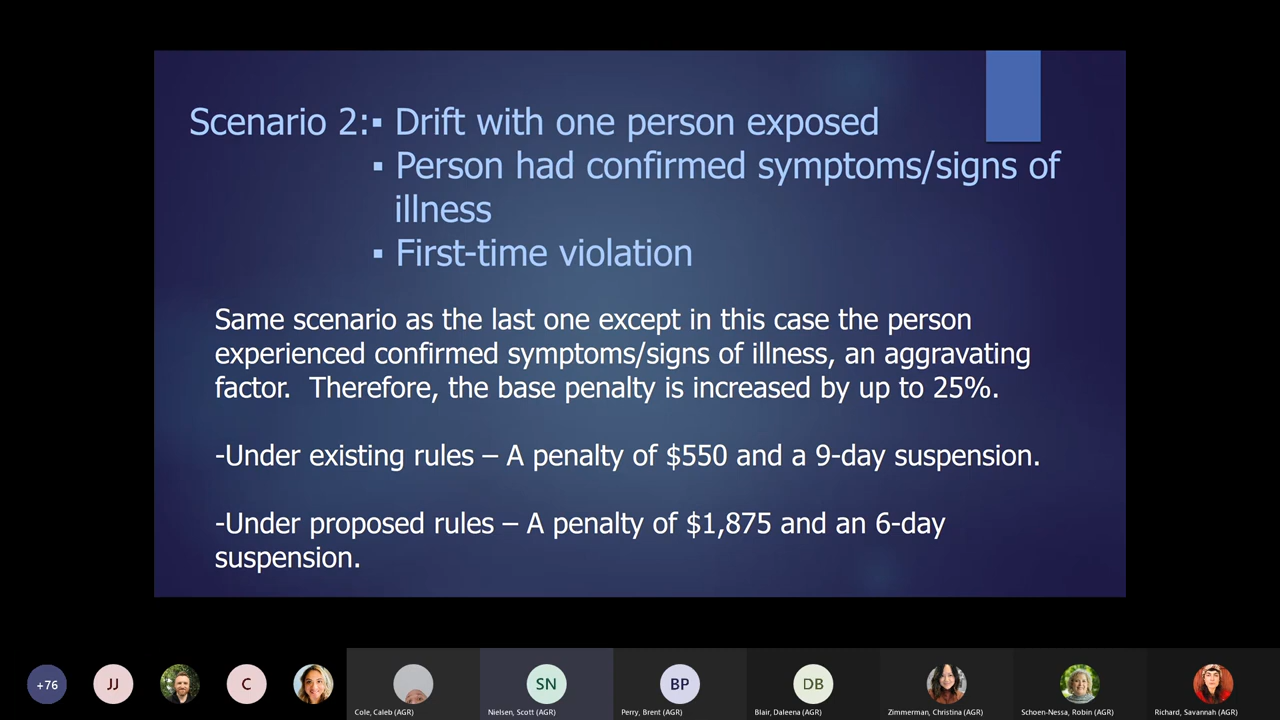 Scenario 2:▪ Drift with one person exposed
▪ Person had confirmed symptoms/signs of
illness
▪ First-time violation
Same scenario as the last one except in this case the person
experienced confirmed symptoms/signs of illness, an aggravating
factor.  Therefore, the base penalty is increased by up to 25%.
-Under existing rules – A penalty of $550 and a 9-day suspension.
-Under proposed rules – A penalty of $1,875 and an 6-day
suspension.
+76
JJ
C
SN
BP
DB
Cole, Caleb (AGR)
Nielsen, Scott (AGR)
Perry, Brent (AGR)
Blair, Daleena (AGR)
Zimmerman, Christina (AGR)
Schoen-Nessa, Robin (AGR)
Richard, Savannah (AGR)